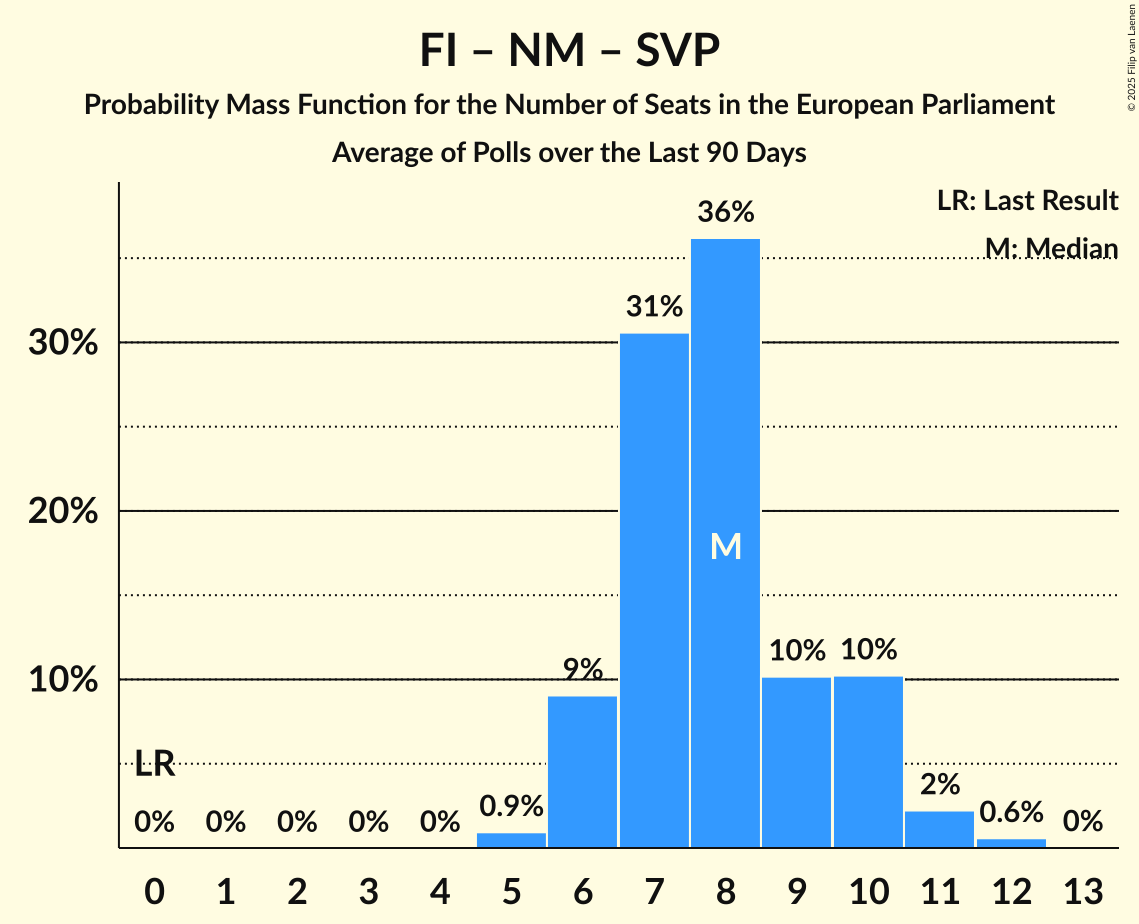 FI – NM – SVP
Probability Mass Function for the Number of Seats in the European Parliament
Average of Polls over the Last 90 Days
© 2025 Filip van Laenen
LR: Last Result
M: Median
36%
31%
30%
20%
M
10%
9%
10%
10%
LR
0%
0%
0%
0%
0%
0.9%
2%
0.6%
0%
0 1 2 3 4 5 6 7 8 9 10 11 12 13